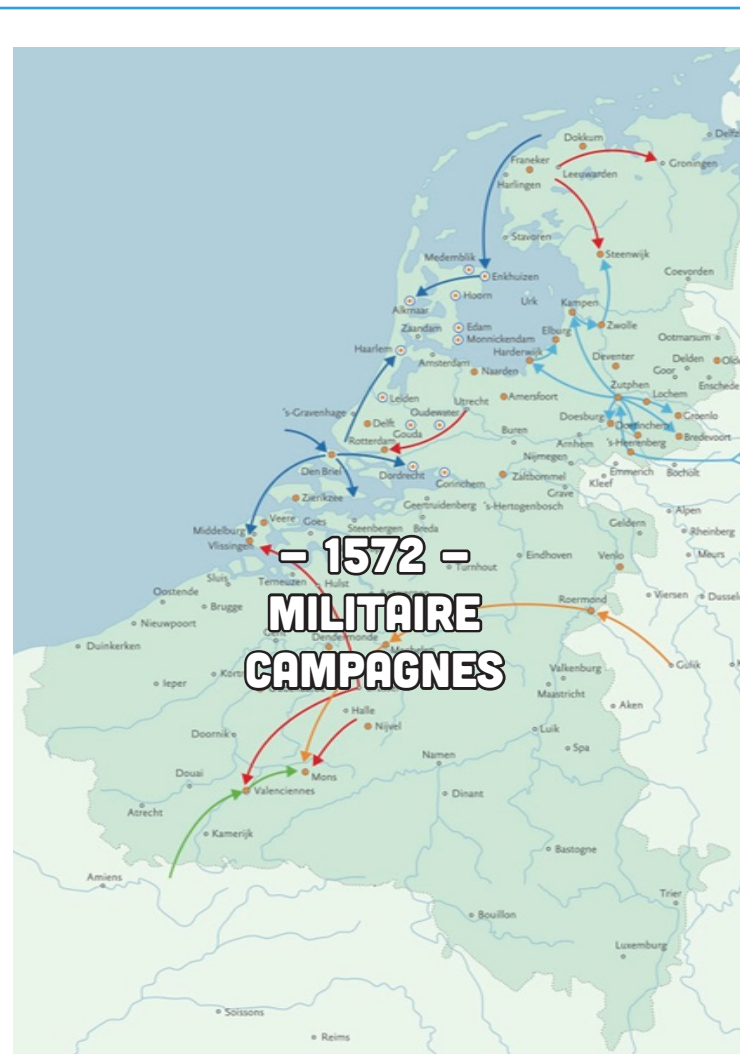 Dokkum
Delfz
Franeker
Groningen
Leeuwarden
Harlingen
Stavoren
Steenwijk
Medemblik
Enkhuizen
Coevorden
Hoorn
Urk
Kampen
Alkmaar
Zaandam
Edam
Zwolle
Monnickendam
Elburg
Ootmarsum
Haarlem
Harderwijk
Amsterdam
Deventer
Delden
Olde
Naarden
Goor
Zutphen
Enschede
Leiden
Amersfoort
Lochem
Utrecht
's-Gravenhage
Oudewater
Doesburg
Groenlo
Delft
Gouda
Buren
Doetinchem
Rotterdam
Arnhem
's-Heerenberg
Bredevoort
Nijmegen
Den Briel
Dordrecht
Gorinchem
Zaltbommel
Emmerich
Bocholt
Kleef
Grave
Zierikzee
Geertruidenberg
's-Hertogenbosch
Alpen
Veere
Goes
Steenbergen
Breda
Geldern
Middelburg
Rheinberg
Vlissingen
– 1572 –
Eindhoven
Venlo
Meurs
Turnhout
Sluis
Terneuzen
Hulst
Oostende
Roermond
Viersen
Dussel
Brugge
MILITAIRE
Nieuwpoort
Dendermonde
Duinkerken
Gulik
CAMPAGNES
Valkenburg
Ieper
Maastricht
Aken
Halle
Nijvel
Doornik
Luik
Spa
Namen
Douai
Mons
Valenciennes
Dinant
Atrecht
Kamerijk
Bastogne
Amiens
Trier
Bouillon
Luxemburg
Soissons
Reims